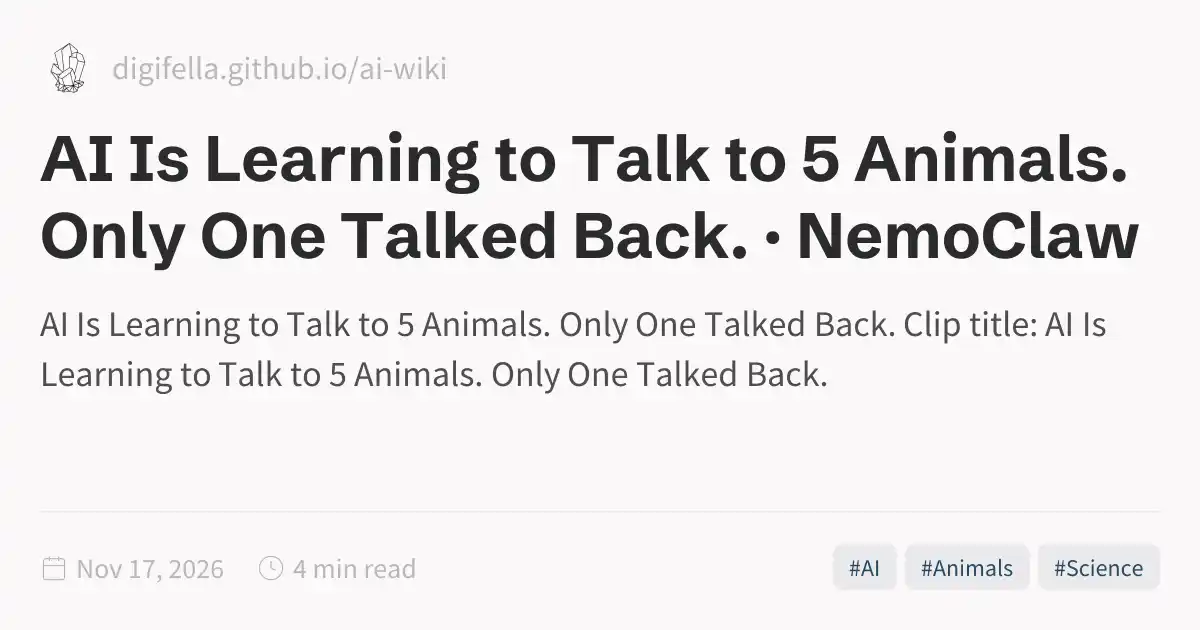 digifella.github.io/ai-wiki
AI Is Learning to Talk to 5 Animals.
Only One Talked Back. • NemoClaw
AI Is Learning to Talk to 5 Animals. Only One Talked Back. Clip title: AI Is
Learning to Talk to 5 Animals. Only One Talked Back.
Nov 17, 2026 4 min read #AI #Animals #Science